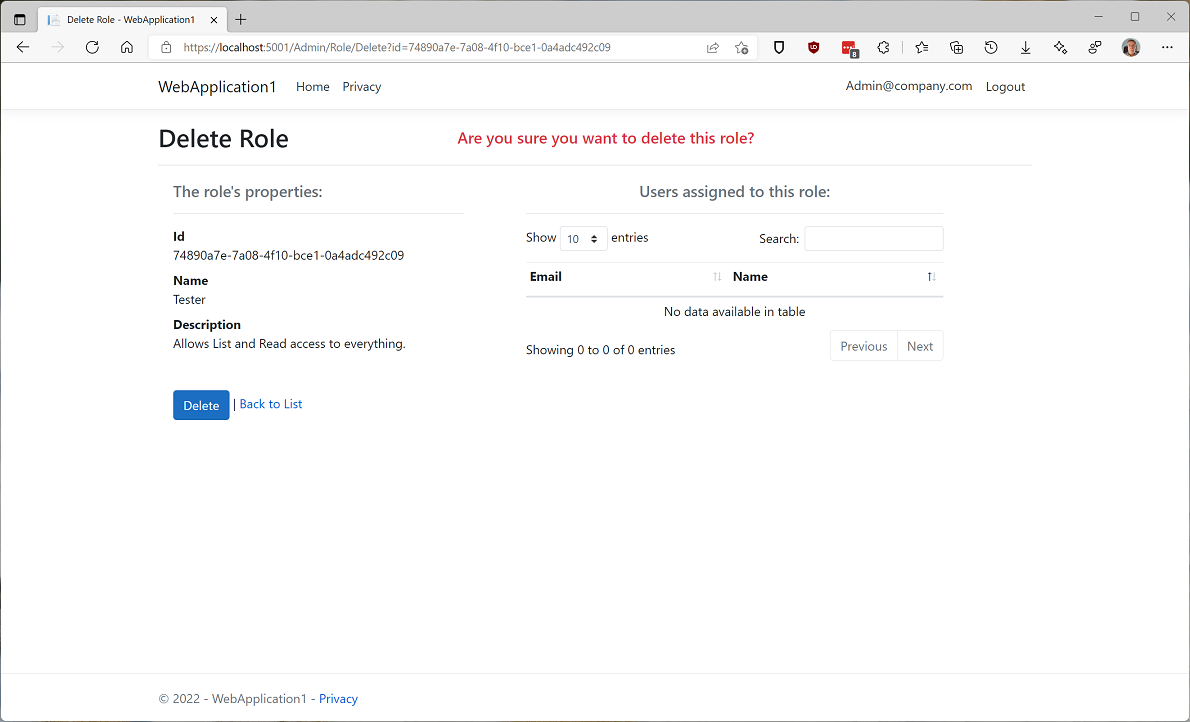 Delete Role - WebApplication1
https://localhost:5001/Admin/Role/Delete?id=74890a7e-7a08-4f10-bce1-0a4adc492c09
8
WebApplication1 Home Privacy Admin@company.com Logout
Delete Role Are you sure you want to delete this role?
The role's properties:
Id
74890a7e-7a08-4f10-bce1-0a4adc492c09
Name
Tester
Description
Allows List and Read access to everything.
Users assigned to this role:
Show 10 entries Search:
Email Name
No data available in table
Showing 0 to 0 of 0 entries Previous Next
Delete | Back to List
© 2022 - WebApplication1 - Privacy